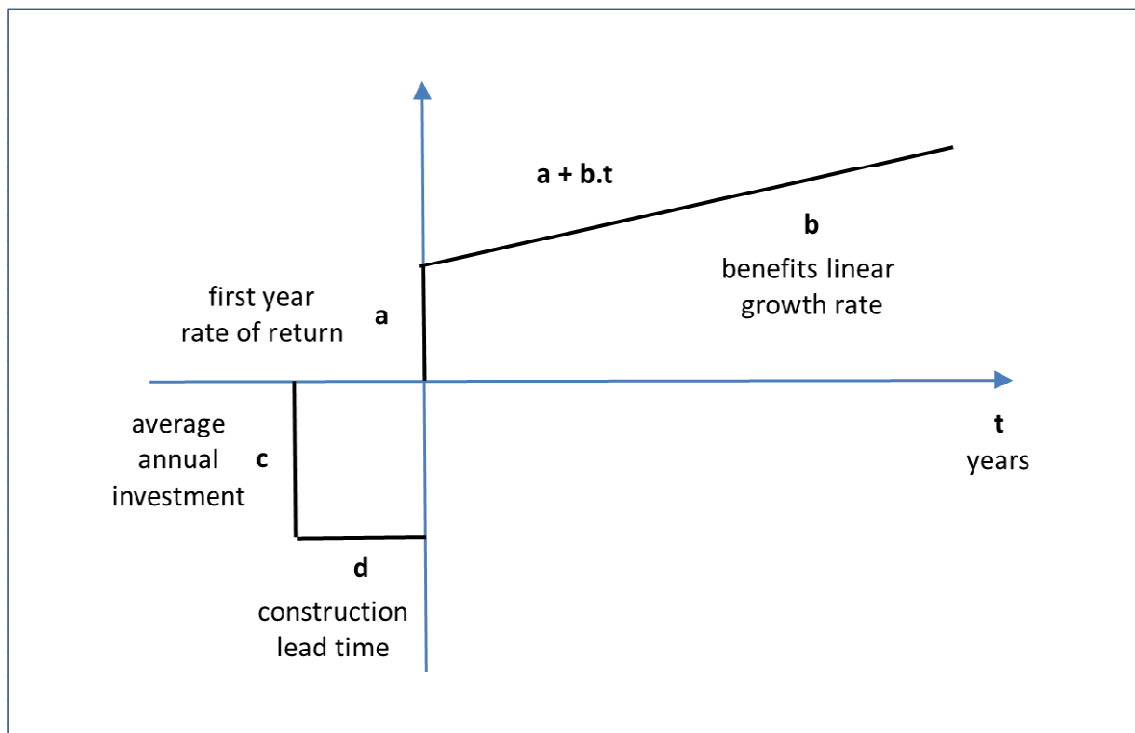 a + b.t
b
benefits linear
growth rate
first year
rate of return
a
average
annual
investment
c
t
years
d
construction
lead time